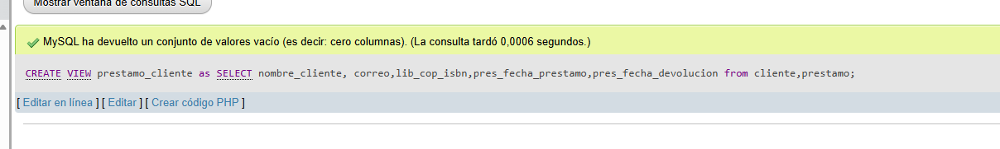 Mostrar ventana de consultas SQL
MySQL ha devuelto un conjunto de valores vacío (es decir: cero columnas). (La consulta tardó 0,0006 segundos.)
CREATE VIEW prestamo_cliente as SELECT nombre_cliente, correo,lib_cop_isbn,pres_fecha_prestamo,pres_fecha_devolucion from cliente,prestamo;
[ Editar en línea ] [ Editar ] [ Crear código PHP ]